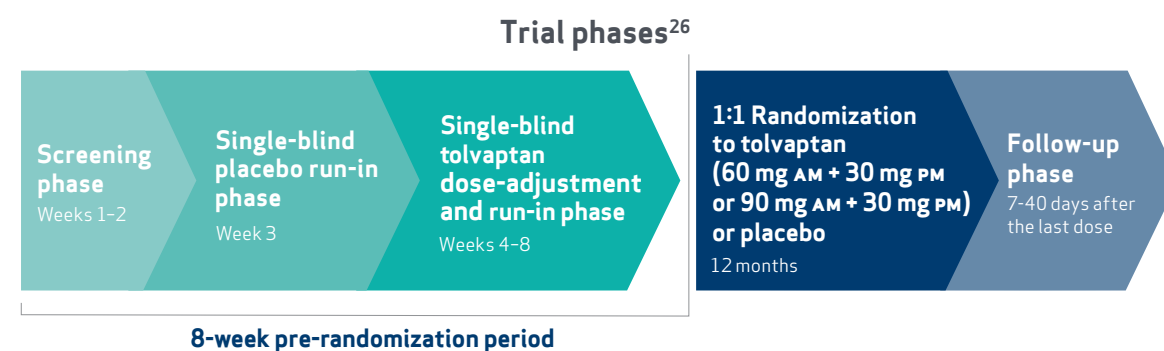 Trial phases26
Screening
phase
Weeks 1–2
Single-blind
placebo run-in
phase
Week 3
Single-blind
tolvaptan
dose-adjustment
and run-in phase
Weeks 4–8
1:1 Randomization
to tolvaptan
(60 mg AM + 30 mg PM
or 90 mg AM + 30 mg PM)
or placebo
12 months
Follow-up
phase
7-40 days after
the last dose
8-week pre-randomization period